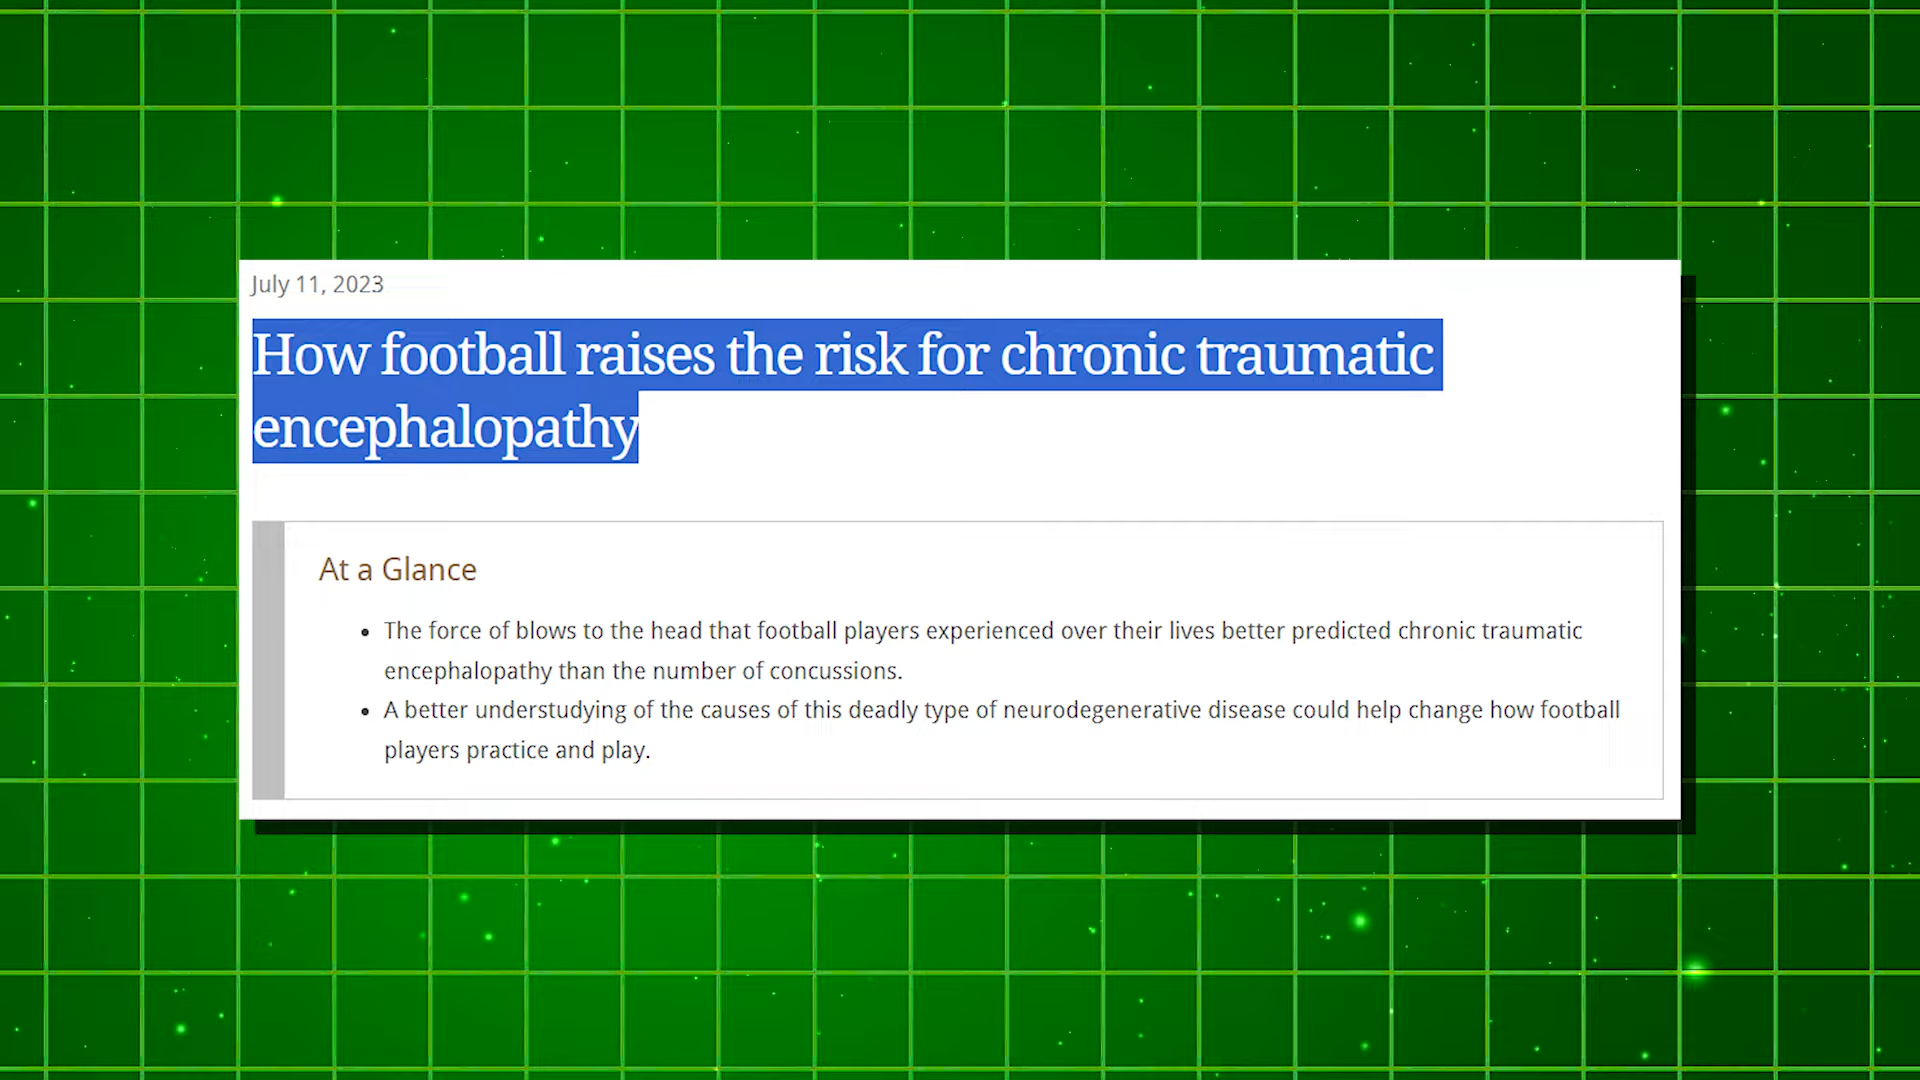 July 11, 2023
How football raises the risk for chronic traumatic
encephalopathy
At a Glance
• The force of blows to the head that football players experienced over their lives better predicted chronic traumatic
encephalopathy than the number of concussions.
• A better understudying of the causes of this deadly type of neurodegenerative disease could help change how football
players practice and play.